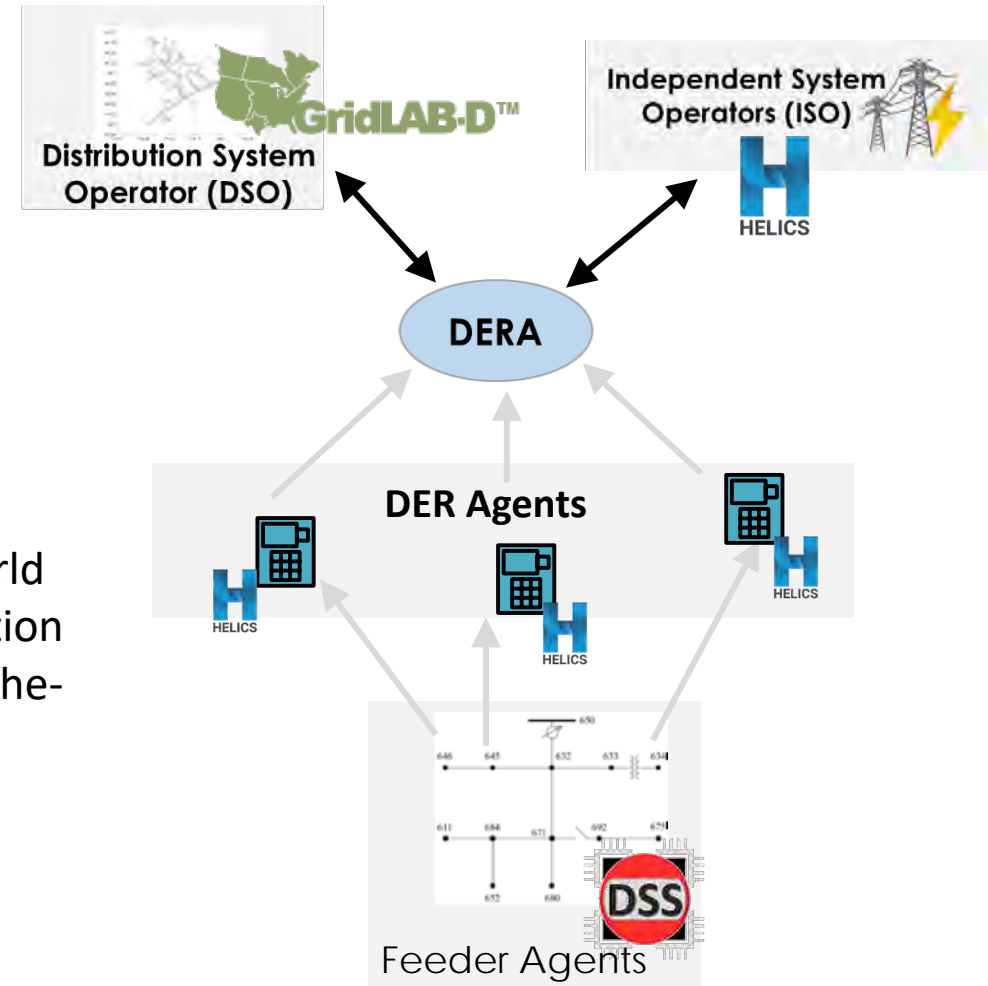 GridLAB-D™
Distribution System
Operator (DSO)
Independent System
Operators (ISO)
HELICS
DERA
DER Agents
HELICS
HELICS
HELICS
rld
tion
he-
650
646
645
632
633
634
611
684
671
692
675
652
680
DSS
Feeder Agents